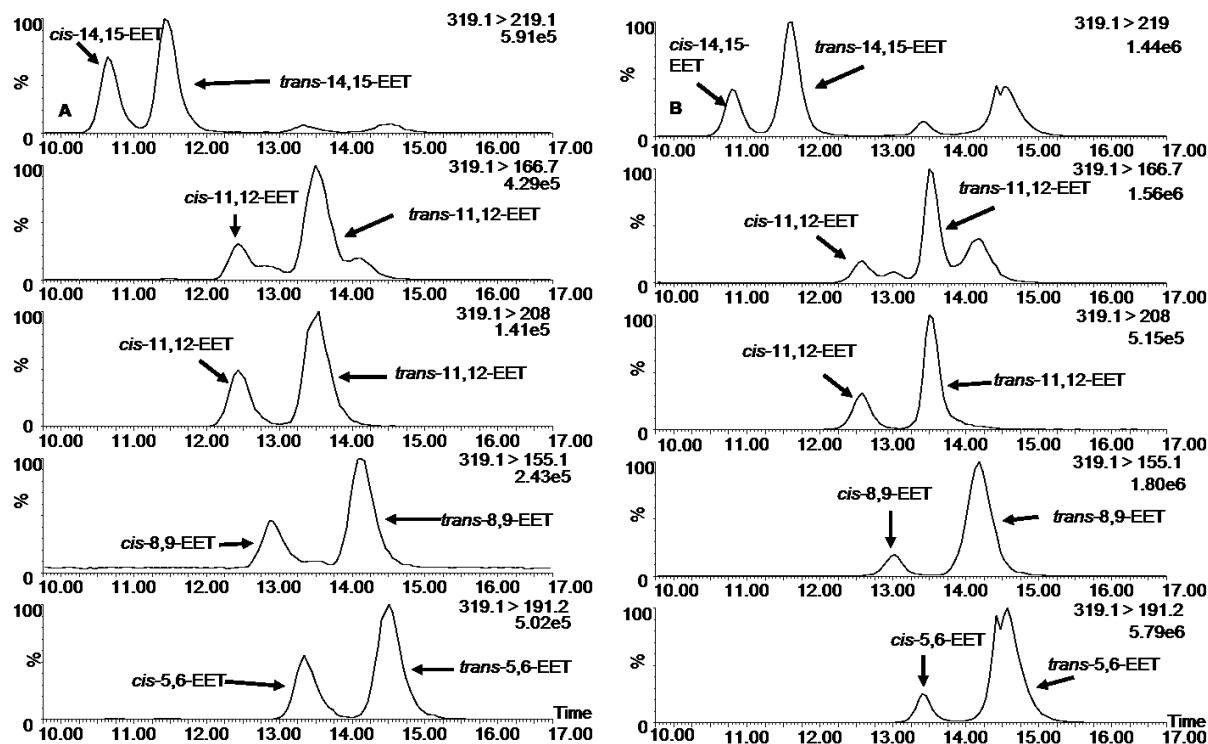 100
319.1 > 219.1
5.91e5
cis-14,15-EET
trans-14,15-EET
%
A
0
10.00 11.00 12.00 13.00 14.00 15.00 16.00 17.00
100
319.1 > 166.7
4.29e5
cis-11,12-EET
trans-11,12-EET
%
0
10.00 11.00 12.00 13.00 14.00 15.00 16.00 17.00
100
319.1 > 208
1.41e5
cis-11,12-EET
trans-11,12-EET
%
0
10.00 11.00 12.00 13.00 14.00 15.00 16.00 17.00
100
319.1 > 155.1
2.43e5
trans-8,9-EET
cis-8,9-EET
%
0
10.00 11.00 12.00 13.00 14.00 15.00 16.00 17.00
100
319.1 > 191.2
5.02e5
%
trans-5,6-EET
cis-5,6-EET
0
Time
10.00 11.00 12.00 13.00 14.00 15.00 16.00 17.00
100
319.1 > 219
1.44e6
cis-14,15-
EET
trans-14,15-EET
%
B
0
10.00 11.00 12.00 13.00 14.00 15.00 16.00 17.00
100
319.1 > 166.7
1.56e6
trans-11,12-EET
cis-11,12-EET
%
0
10.00 11.00 12.00 13.00 14.00 15.00 16.00 17.00
100
319.1 > 208
5.15e5
cis-11,12-EET
trans-11,12-EET
%
0
10.00 11.00 12.00 13.00 14.00 15.00 16.00 17.00
100
319.1 > 155.1
1.80e6
cis-8,9-EET
trans-8,9-EET
%
0
10.00 11.00 12.00 13.00 14.00 15.00 16.00 17.00
100
319.1 > 191.2
5.79e6
cis-5,6-EET
trans-5,6-EET
%
0
Time
10.00 11.00 12.00 13.00 14.00 15.00 16.00 17.00